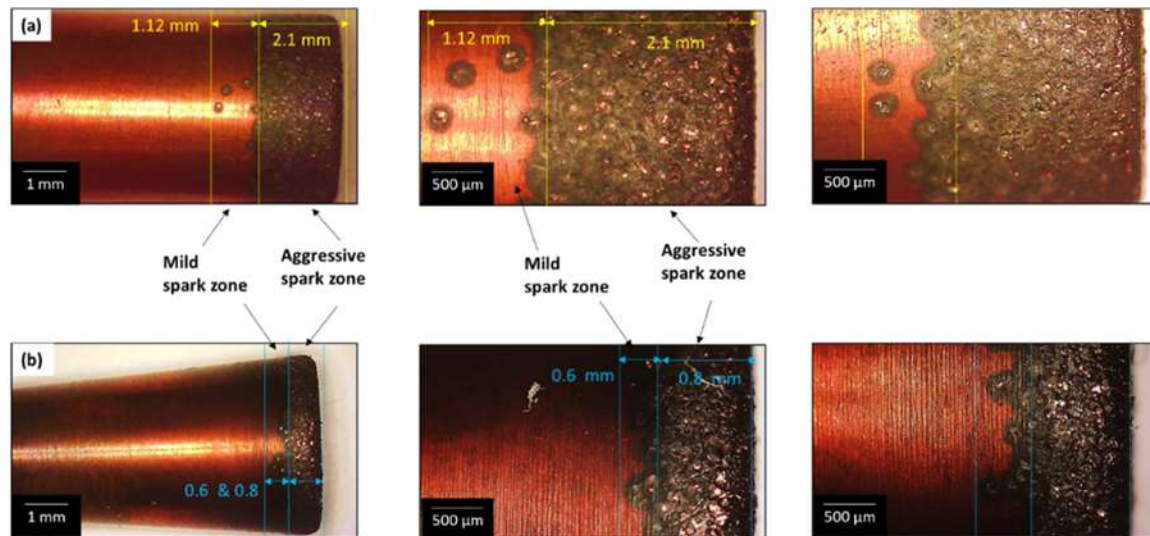 (a)
1.12 mm
2.1 mm
1 mm
1.12 mm
2.1 mm
500 µm
500 µm
Mild
spark zone
Aggressive
spark zone
Mild
spark zone
Aggressive
spark zone
(b)
0.6 & 0.8
1 mm
0.6 mm
0.8 mm
500 µm
500 µm